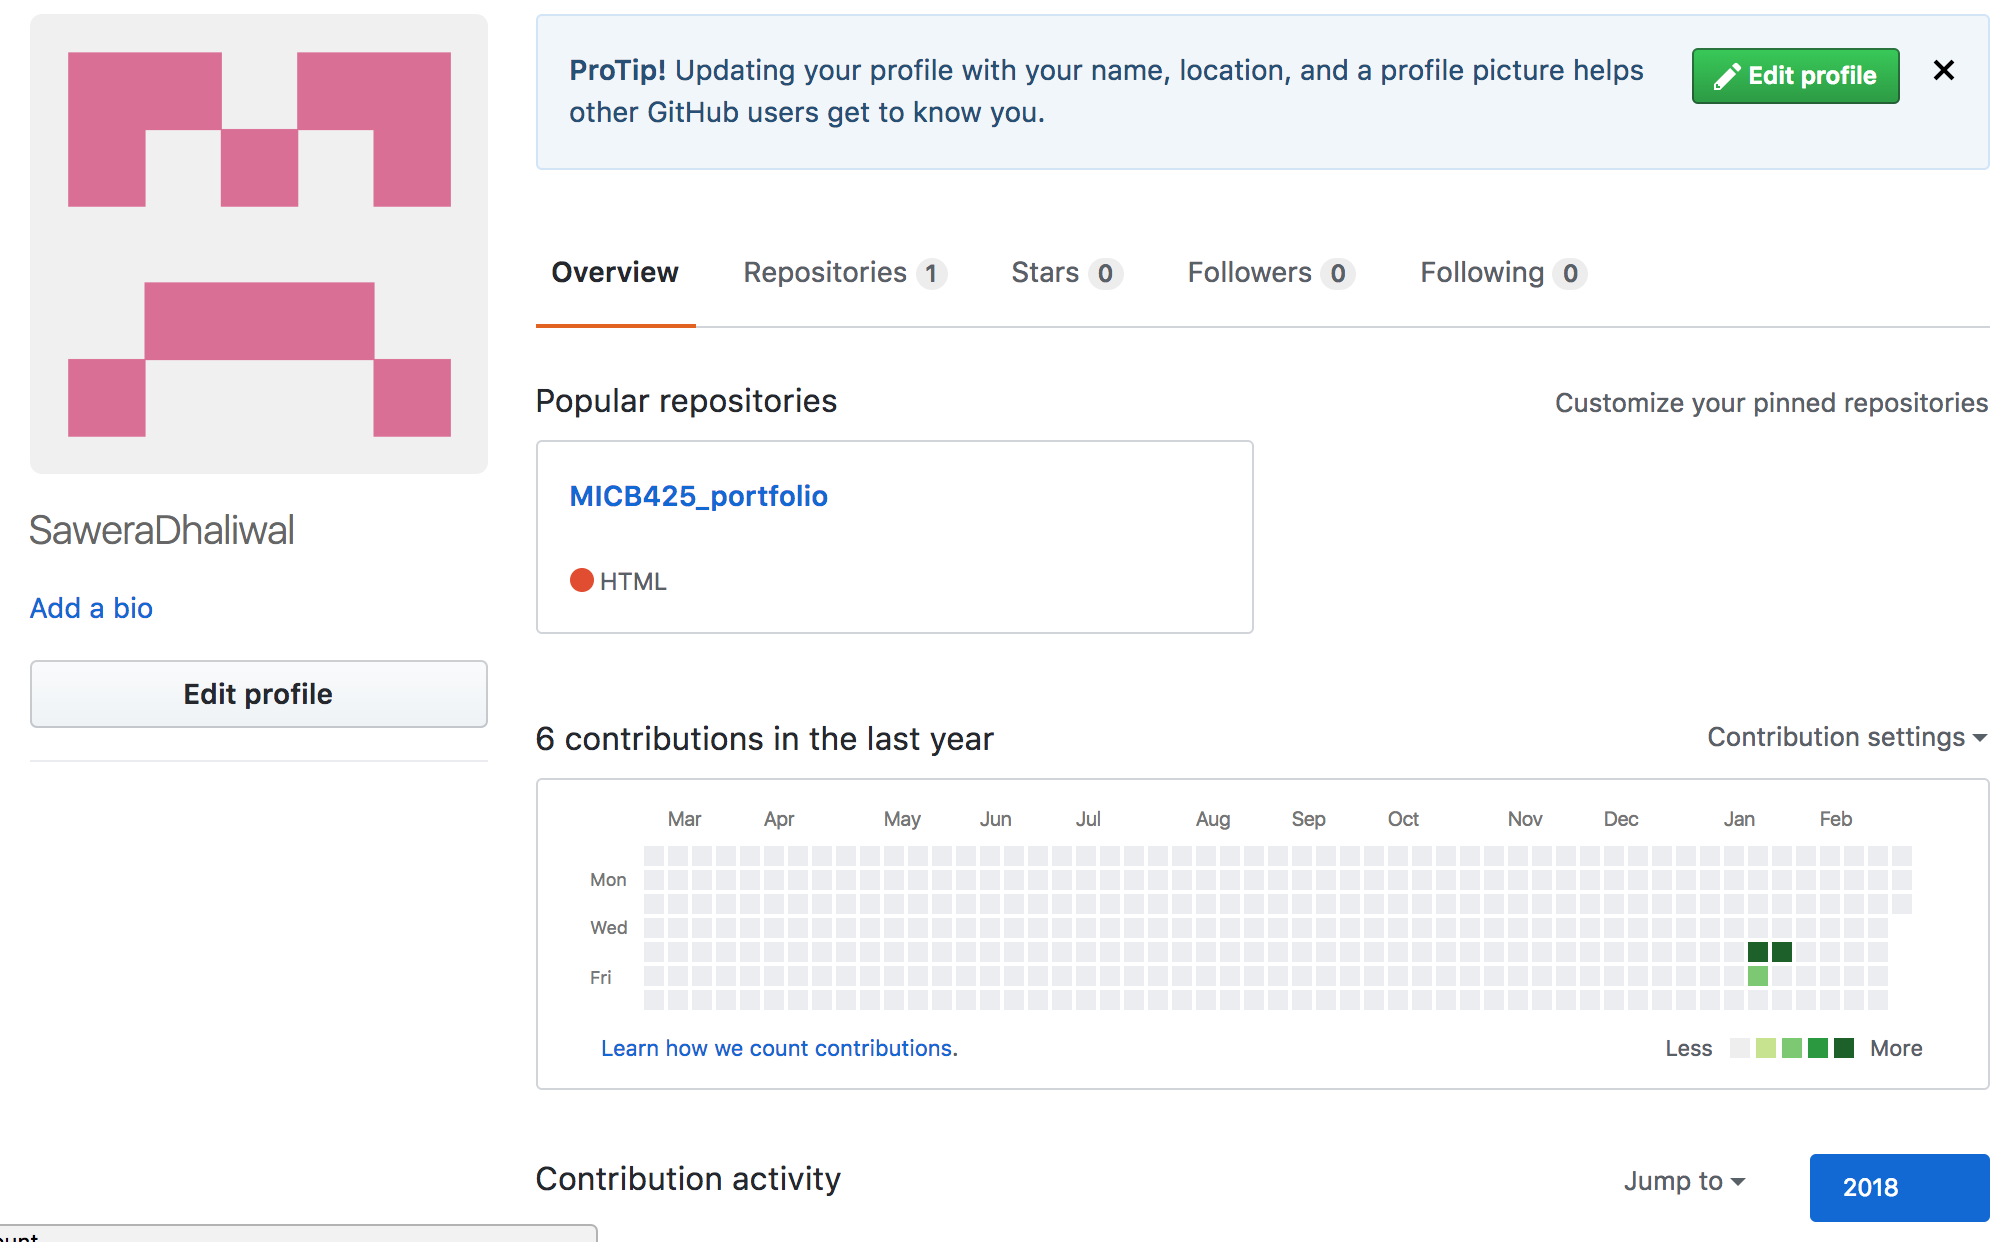 ProTip! Updating your profile with your name, location, and a profile picture helps
other GitHub users get to know you.
Edit profile
Overview Repositories 1 Stars 0 Followers 0 Following 0
Popular repositories
Customize your pinned repositories
MICB425_portfolio
HTML
SaweraDhaliwal
Add a bio
Edit profile
6 contributions in the last year
Contribution settings
Mar Apr May Jun Jul Aug Sep Oct Nov Dec Jan Feb
Mon
Wed
Fri
Learn how we count contributions.
Less More
Contribution activity
Jump to
2018